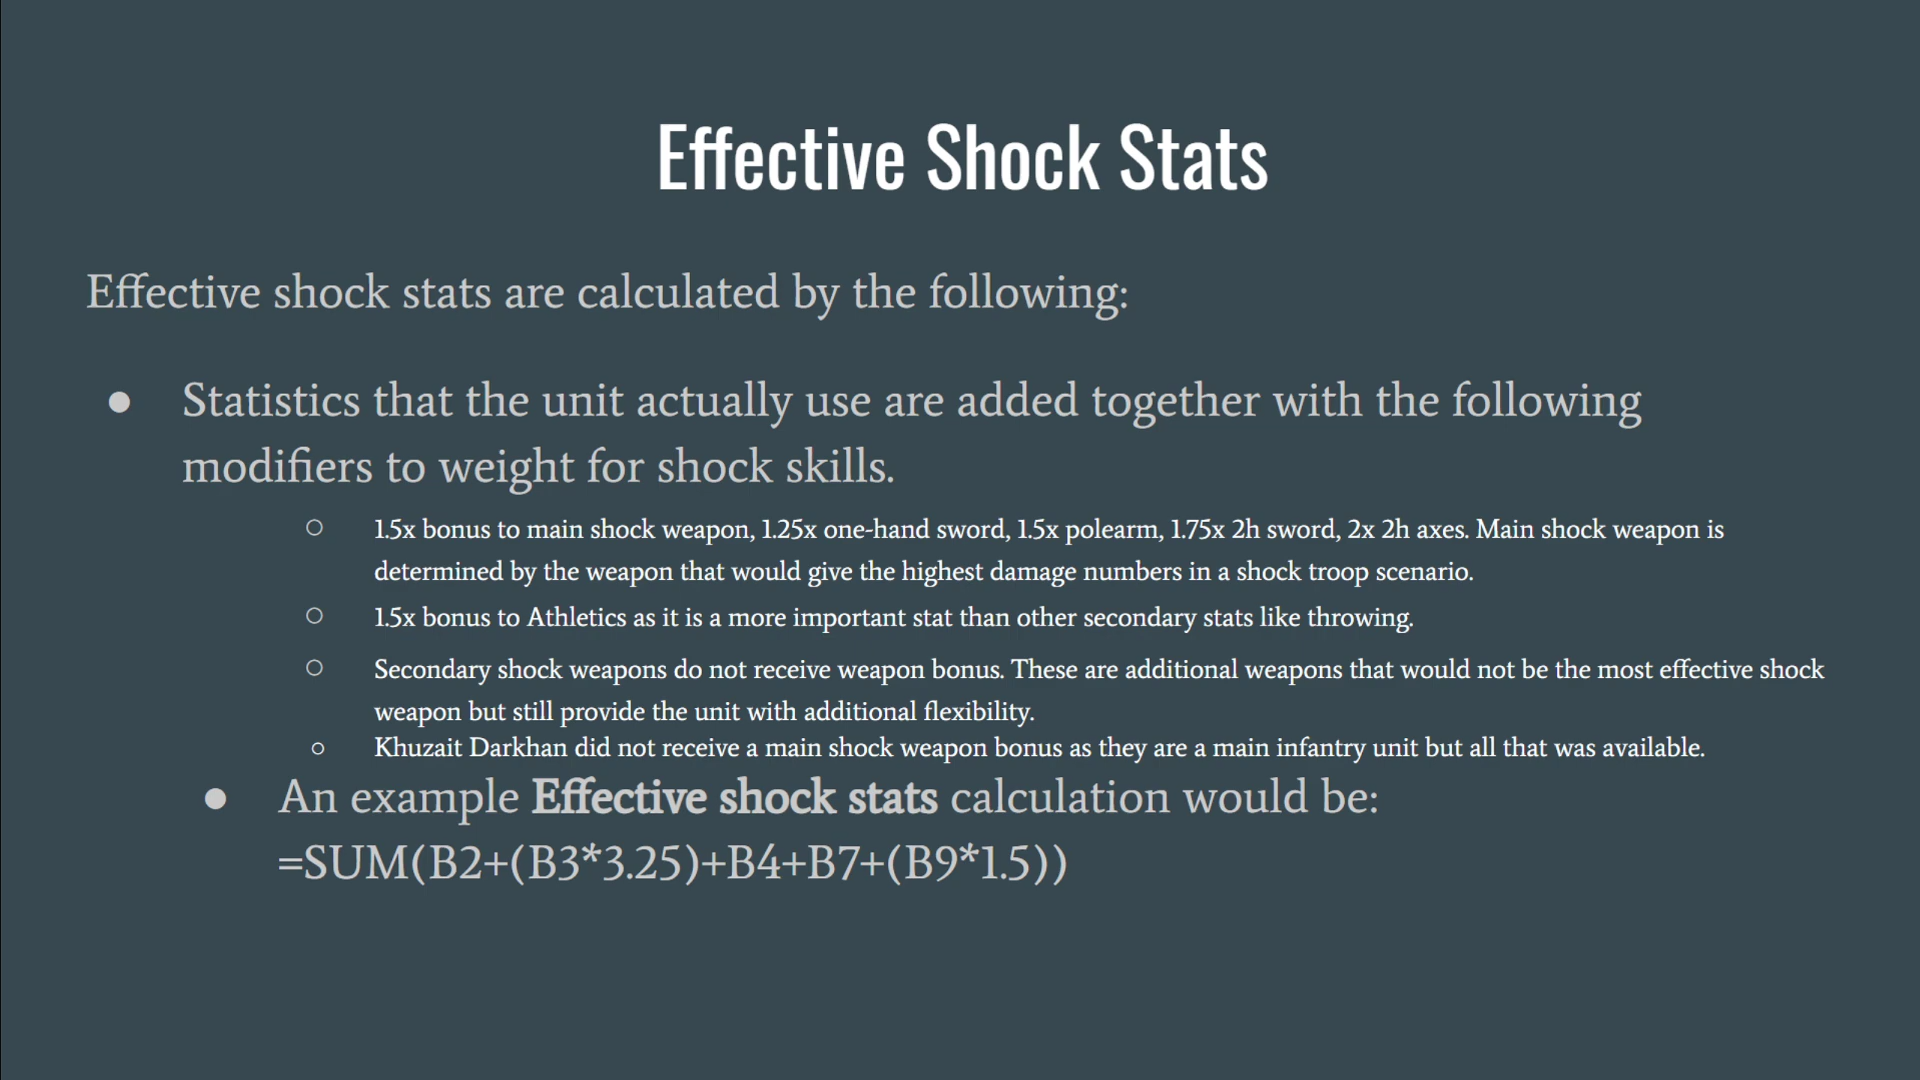 Effective Shock Stats
Effective shock stats are calculated by the following:
● Statistics that the unit actually use are added together with the following
modifiers to weight for shock skills.
○ 1.5x bonus to main shock weapon, 1.25x one-hand sword, 1.5x polearm, 1.75x 2h sword, 2x 2h axes. Main shock weapon is
determined by the weapon that would give the highest damage numbers in a shock troop scenario.
○ 1.5x bonus to Athletics as it is a more important stat than other secondary stats like throwing.
○ Secondary shock weapons do not receive weapon bonus. These are additional weapons that would not be the most effective shock
weapon but still provide the unit with additional flexibility.
○ Khuzait Darkhan did not receive a main shock weapon bonus as they are a main infantry unit but all that was available.
● An example Effective shock stats calculation would be:
=SUM(B2+(B3*3.25)+B4+B7+(B9*1.5))